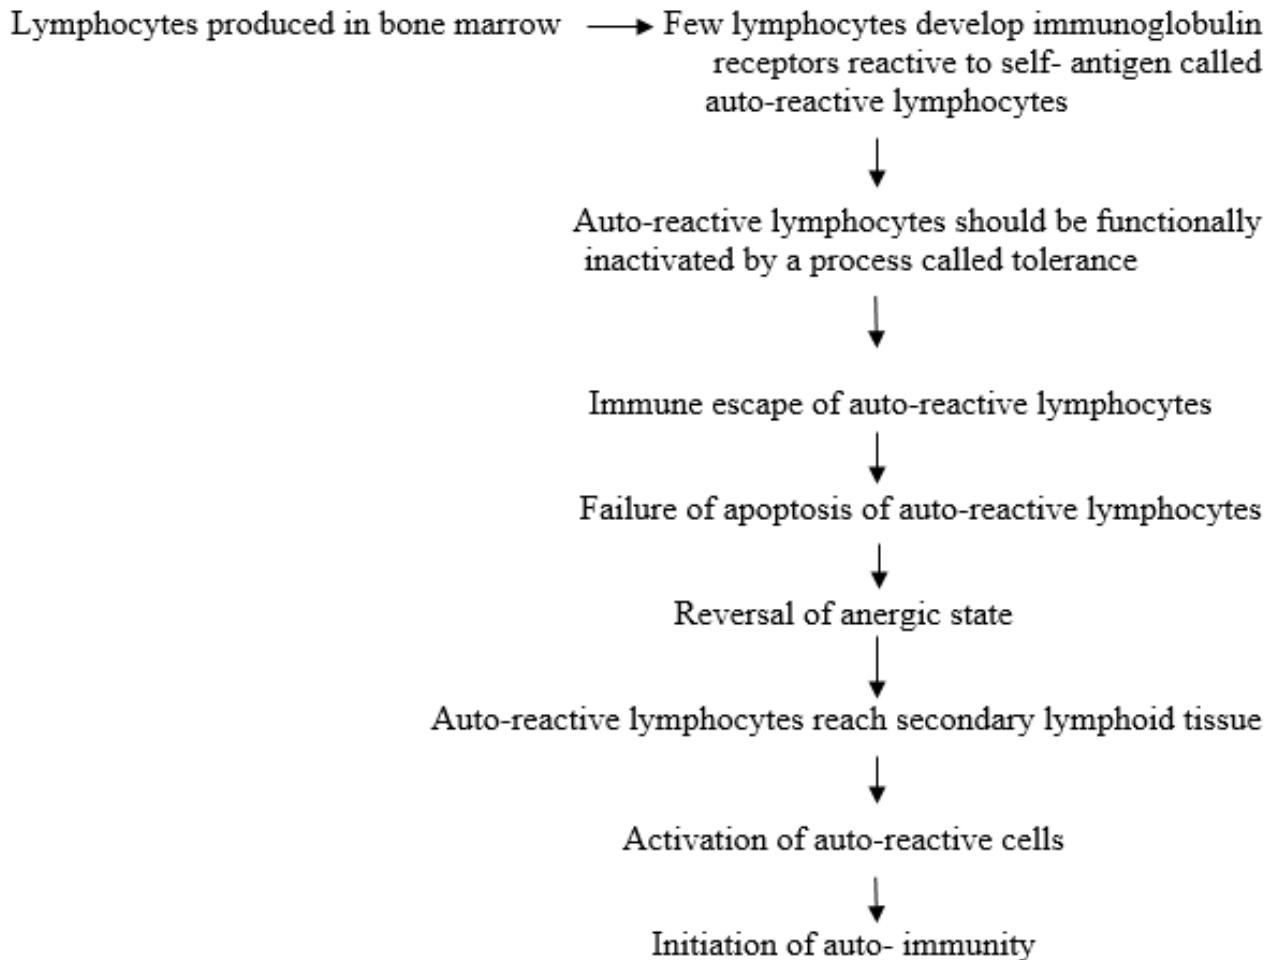 Lymphocytes produced in bone marrow
Few lymphocytes develop immunoglobulin
receptors reactive to self- antigen called
auto-reactive lymphocytes
Auto-reactive lymphocytes should be functionally
inactivated by a process called tolerance
Immune escape of auto-reactive lymphocytes
Failure of apoptosis of auto-reactive lymphocytes
Reversal of anergic state
Auto-reactive lymphocytes reach secondary lymphoid tissue
Activation of auto-reactive cells
Initiation of auto- immunity